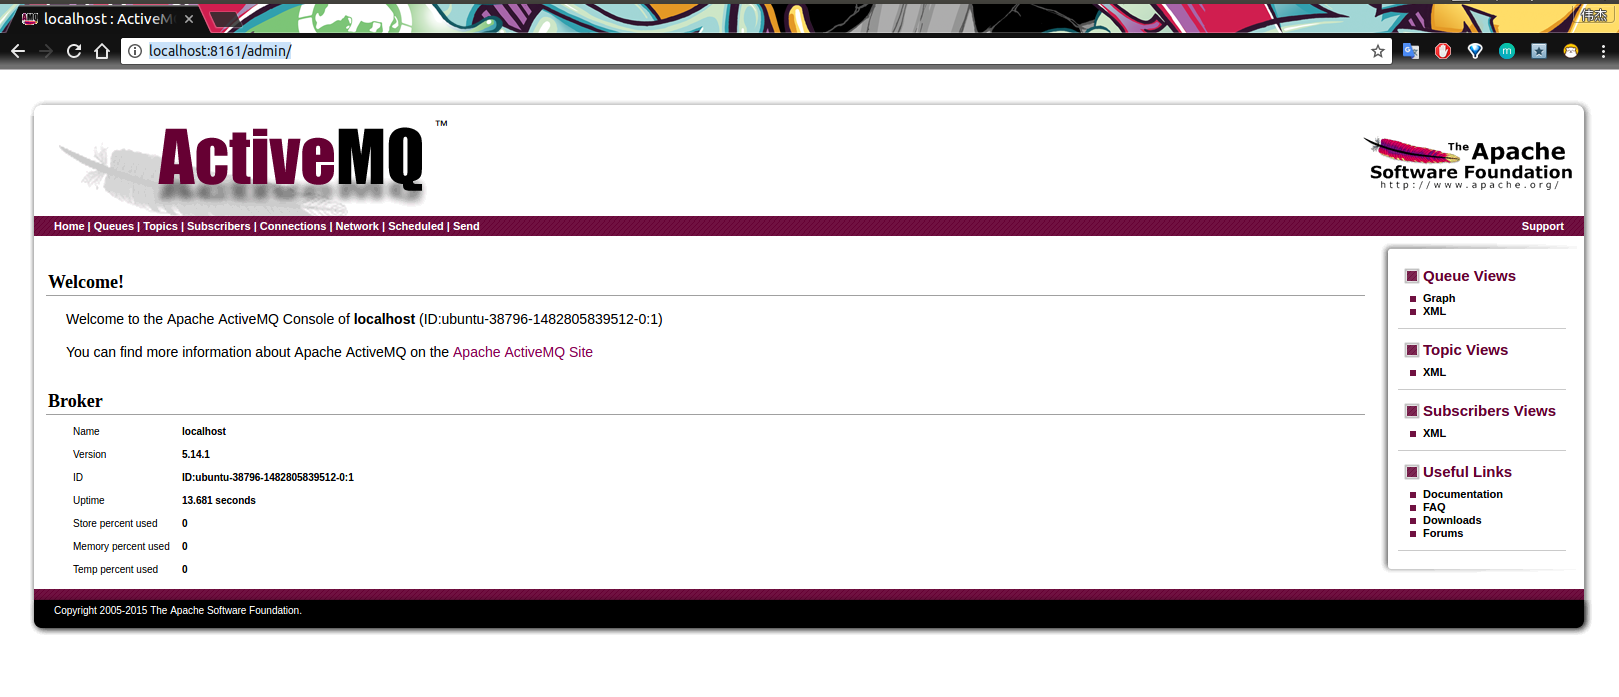 localhost : ActiveM
伟杰
localhost:8161/admin/
ActiveMQ ™
The Apache
Software Foundation
http://www.apache.org/
Home | Queues | Topics | Subscribers | Connections | Network | Scheduled | Send
Support
Welcome!
Welcome to the Apache ActiveMQ Console of localhost (ID:ubuntu-38796-1482805839512-0:1)
You can find more information about Apache ActiveMQ on the Apache ActiveMQ Site
Broker
Name localhost
Version 5.14.1
ID ID:ubuntu-38796-1482805839512-0:1
Uptime 13.681 seconds
Store percent used 0
Memory percent used 0
Temp percent used 0
Queue Views
Graph
XML
Topic Views
XML
Subscribers Views
XML
Useful Links
Documentation
FAQ
Downloads
Forums
Copyright 2005-2015 The Apache Software Foundation.